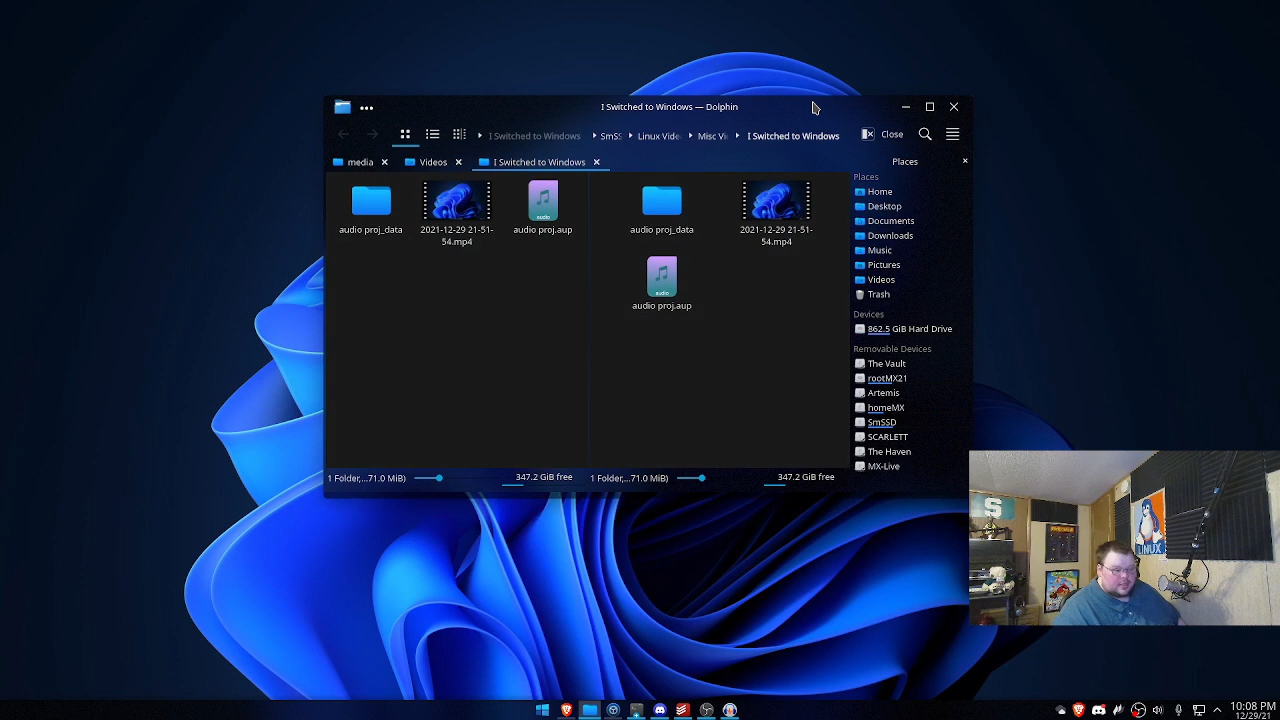 I Switched to Windows — Dolphin
I Switched to Windows
SmSS
Linux Vide
Misc Vi
I Switched to Windows
Close
media
Videos
I Switched to Windows
Places
audio proj_data
2021-12-29 21-51-
54.mp4
audio
audio proj.aup
audio proj_data
2021-12-29 21-51-
54.mp4
audio
audio proj.aup
Places
Home
Desktop
Documents
Downloads
Music
Pictures
Videos
Trash
Devices
862.5 GiB Hard Drive
Removable Devices
The Vault
rootMX21
Artemis
homeMX
SmSSD
SCARLETT
The Haven
MX-Live
1 Folder,...71.0 MiB)
347.2 GiB free
1 Folder,...71.0 MiB)
347.2 GiB free
S
LINUX
10:08 PM
12/29/21